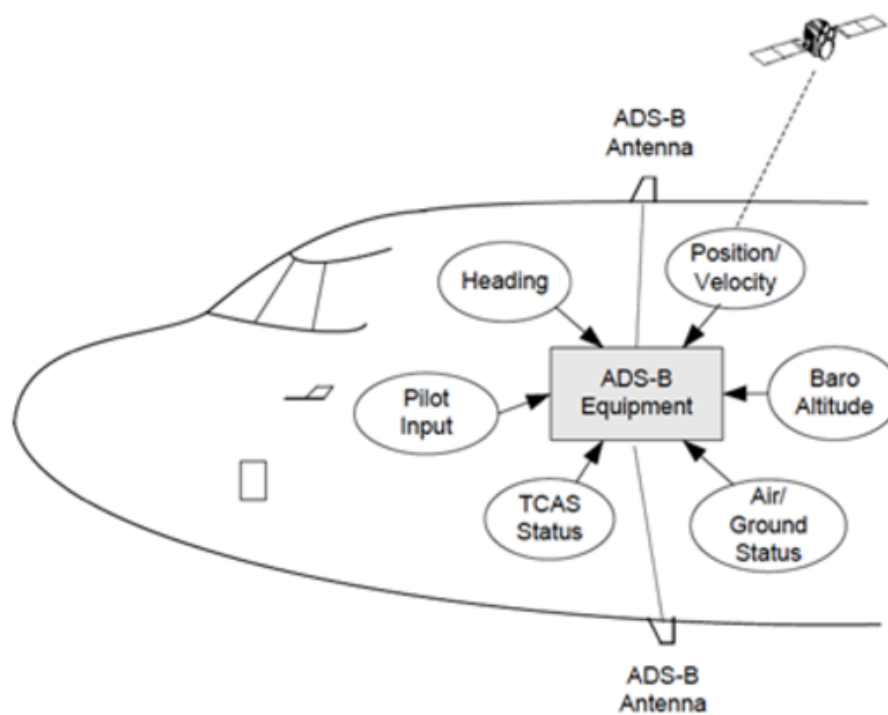 ADS-B
Antenna
Position/
Velocity
Heading
ADS-B
Equipment
Baro
Altitude
Pilot
Input
TCAS
Status
Air/
Ground
Status
ADS-B
Antenna